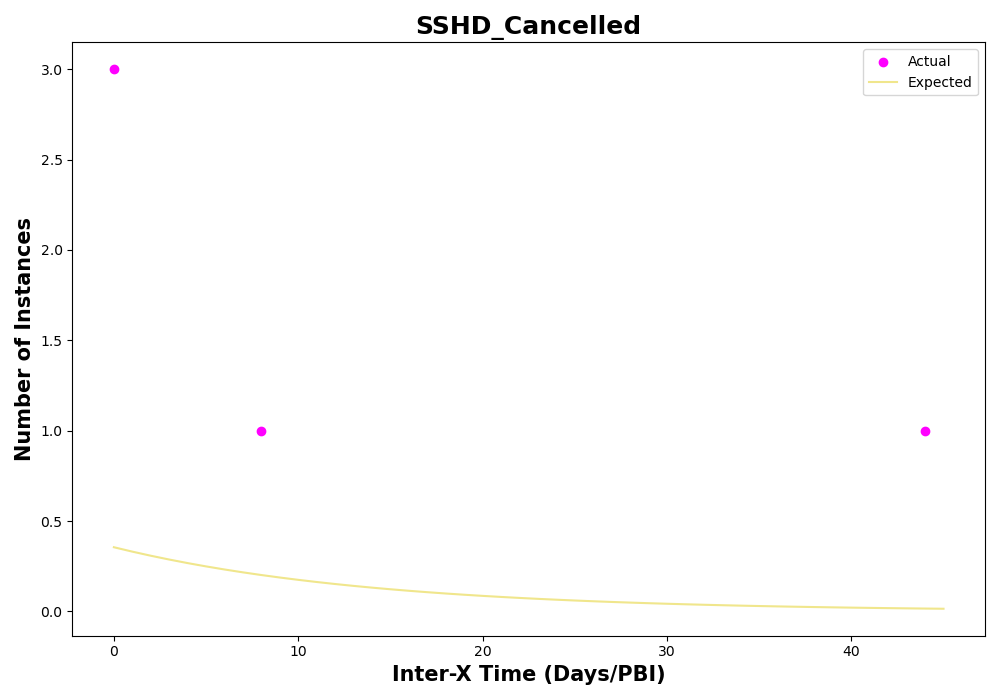 SSHD_Cancelled
Actual
Expected
3.0
2.5
2.0
1.5
1.0
0.5
0.0
Number of Instances
0 10 20 30 40
Inter-X Time (Days/PBI)